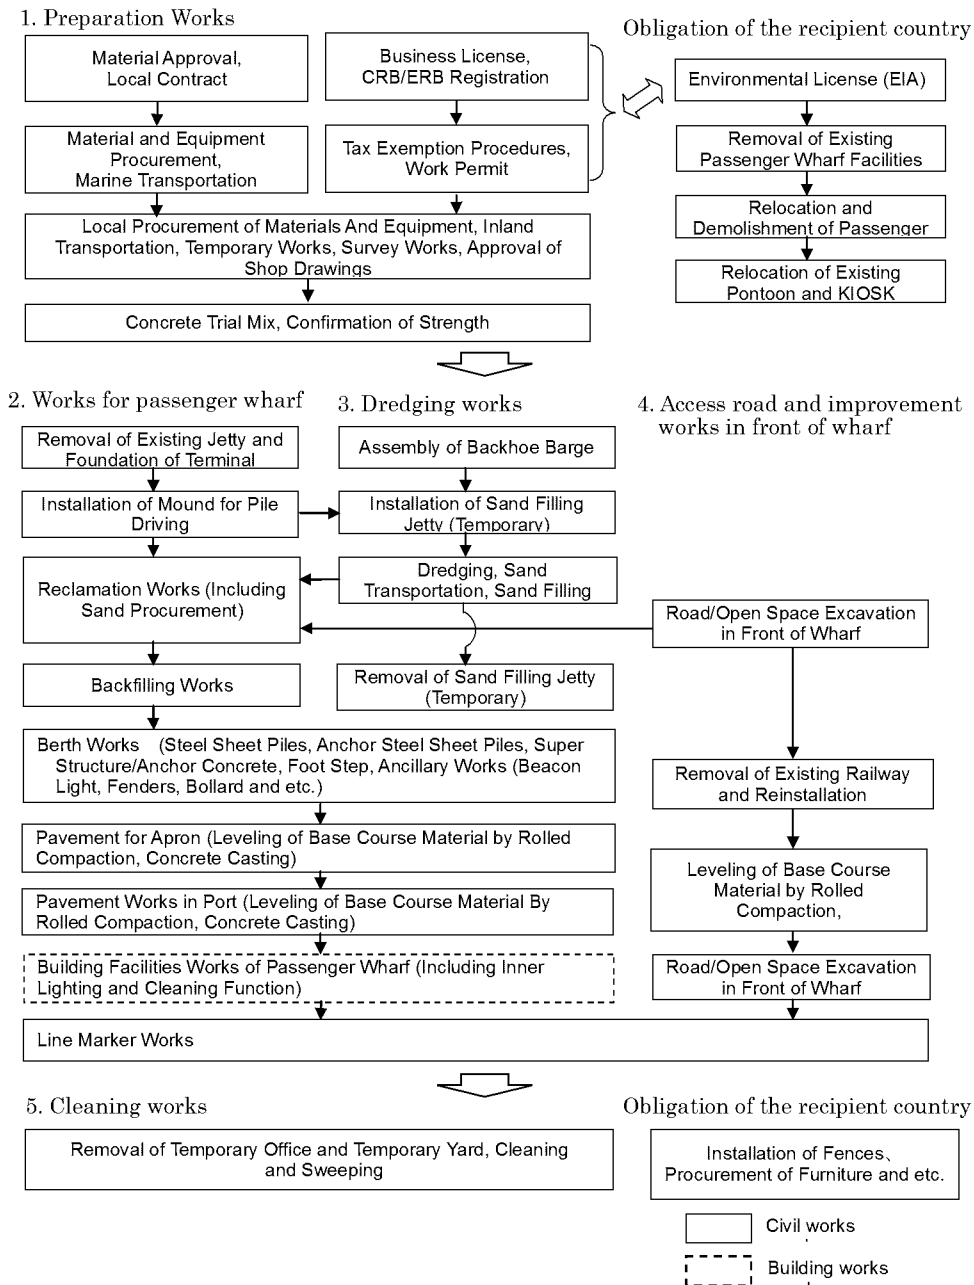 1. Preparation Works
Material Approval,
Local Contract
Business License,
CRB/ERB Registration
Material and Equipment
Procurement,
Marine Transportation
Tax Exemption Procedures,
Work Permit
Local Procurement of Materials And Equipment, Inland
Transportation, Temporary Works, Survey Works, Approval of
Shop Drawings
Concrete Trial Mix, Confirmation of Strength
Obligation of the recipient country
Environmental License (EIA)
Removal of Existing
Passenger Wharf Facilities
Relocation and
Demolishment of Passenger
Relocation of Existing
Pontoon and KIOSK
2. Works for passenger wharf
Removal of Existing Jetty and
Foundation of Terminal
Installation of Mound for Pile
Driving
Reclamation Works (Including
Sand Procurement)
Backfilling Works
3. Dredging works
Assembly of Backhoe Barge
Installation of Sand Filling
Jetty (Temporary)
Dredging, Sand
Transportation, Sand Filling
Removal of Sand Filling Jetty
(Temporary)
Berth Works (Steel Sheet Piles, Anchor Steel Sheet Piles, Super
Structure/Anchor Concrete, Foot Step, Ancillary Works (Beacon
Light, Fenders, Bollard and etc.)
Pavement for Apron (Leveling of Base Course Material by Rolled
Compaction, Concrete Casting)
Pavement Works in Port (Leveling of Base Course Material By
Rolled Compaction, Concrete Casting)
Building Facilities Works of Passenger Wharf (Including Inner
Lighting and Cleaning Function)
4. Access road and improvement
works in front of wharf
Road/Open Space Excavation
in Front of Wharf
Removal of Existing Railway
and Reinstallation
Leveling of Base Course
Material by Rolled
Compaction,
Road/Open Space Excavation
in Front of Wharf
Line Marker Works
5. Cleaning works
Removal of Temporary Office and Temporary Yard, Cleaning
and Sweeping
Obligation of the recipient country
Installation of Fences、
Procurement of Furniture and etc.
Civil works
Building works